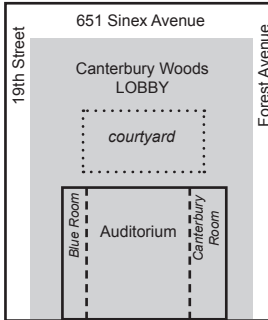 651 Sinex Avenue
19th Street
Forest Avenue
Canterbury Woods
LOBBY
courtyard
Blue Room
Auditorium
Canterbury
Room